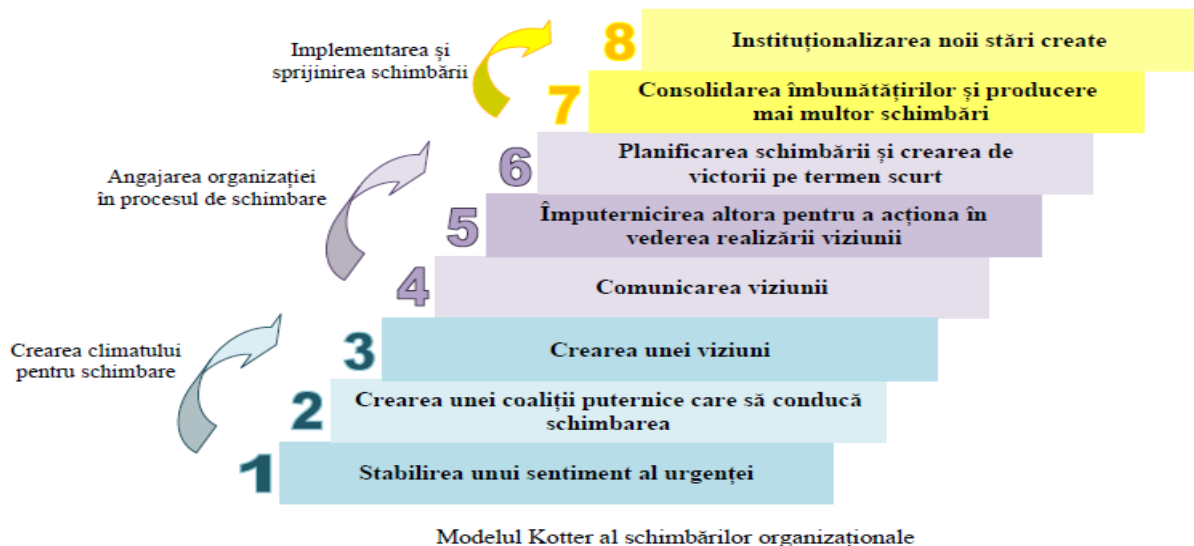 Implementarea și
sprijinirea schimbării
8
Instituționalizarea noii stări create
7
Consolidarea îmbunătățirilor și producere
mai multor schimbări
Angajarea organizației
în procesul de schimbare
6
Planificarea schimbării și crearea de
victorii pe termen scurt
5
Împuternicirea altora pentru a acționa în
vederea realizării viziunii
4
Comunicarea viziunii
Crearea climatului
pentru schimbare
3
Crearea unei viziuni
2
Crearea unei coaliții puternice care să conducă
schimbarea
1
Stabilirea unui sentiment al urgenței
Modelul Kotter al schimbărilor organizaționale